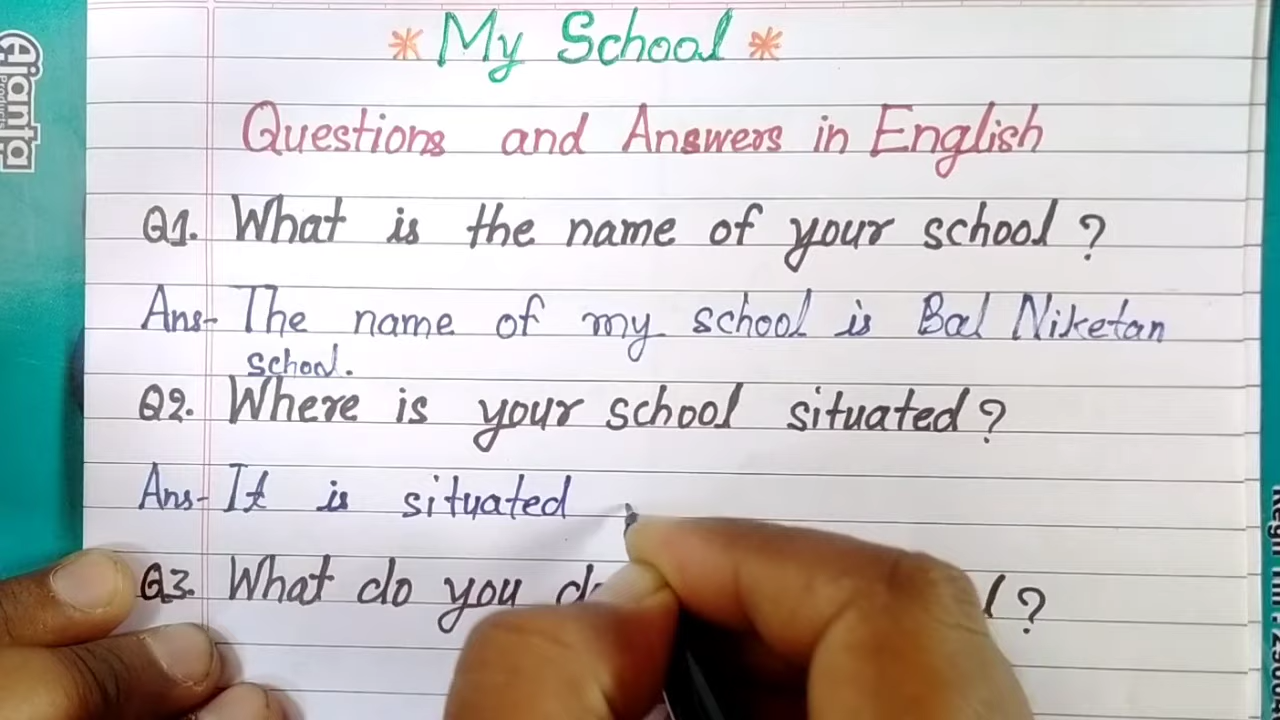 * My School *
Questions and Answers in English
Q1. What is the name of your school ?
Ans- The name of my school is Bal Niketan
school.
Q2. Where is your school situated ?
Ans- It is situated
Q3. What do you ?
Ajanta
Products